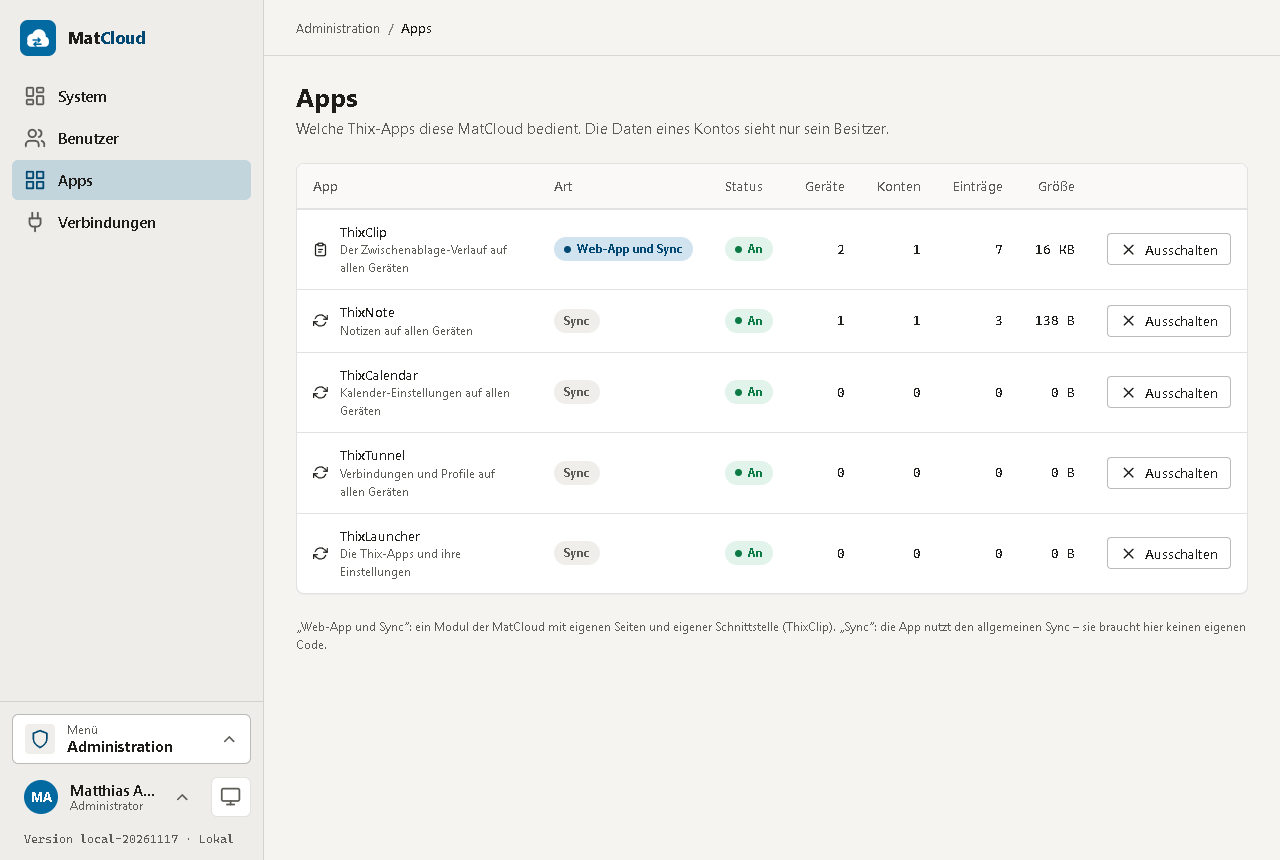 MatCloud
System
Benutzer
Apps
Verbindungen
Menü
Administration
MA
Matthias A...
Administrator
Version local-20261117 · Lokal
Administration / Apps
Apps
Welche Thix-Apps diese MatCloud bedient. Die Daten eines Kontos sieht nur sein Besitzer.
App Art Status Geräte Konten Einträge Größe
ThixClip
Der Zwischenablage-Verlauf auf
allen Geräten
Web-App und Sync An 2 1 7 16 KB Ausschalten
ThixNote
Notizen auf allen Geräten
Sync An 1 1 3 138 B Ausschalten
ThixCalendar
Kalender-Einstellungen auf allen
Geräten
Sync An 0 0 0 0 B Ausschalten
ThixTunnel
Verbindungen und Profile auf
allen Geräten
Sync An 0 0 0 0 B Ausschalten
ThixLauncher
Die Thix-Apps und ihre
Einstellungen
Sync An 0 0 0 0 B Ausschalten
„Web-App und Sync“: ein Modul der MatCloud mit eigenen Seiten und eigener Schnittstelle (ThixClip). „Sync“: die App nutzt den allgemeinen Sync – sie braucht hier keinen eigenen
Code.